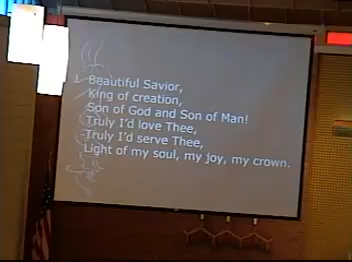 1. Beautiful Savior,
King of creation,
Son of God and Son of Man!
Truly I'd love Thee,
Truly I'd serve Thee,
Light of my soul, my joy, my crown.